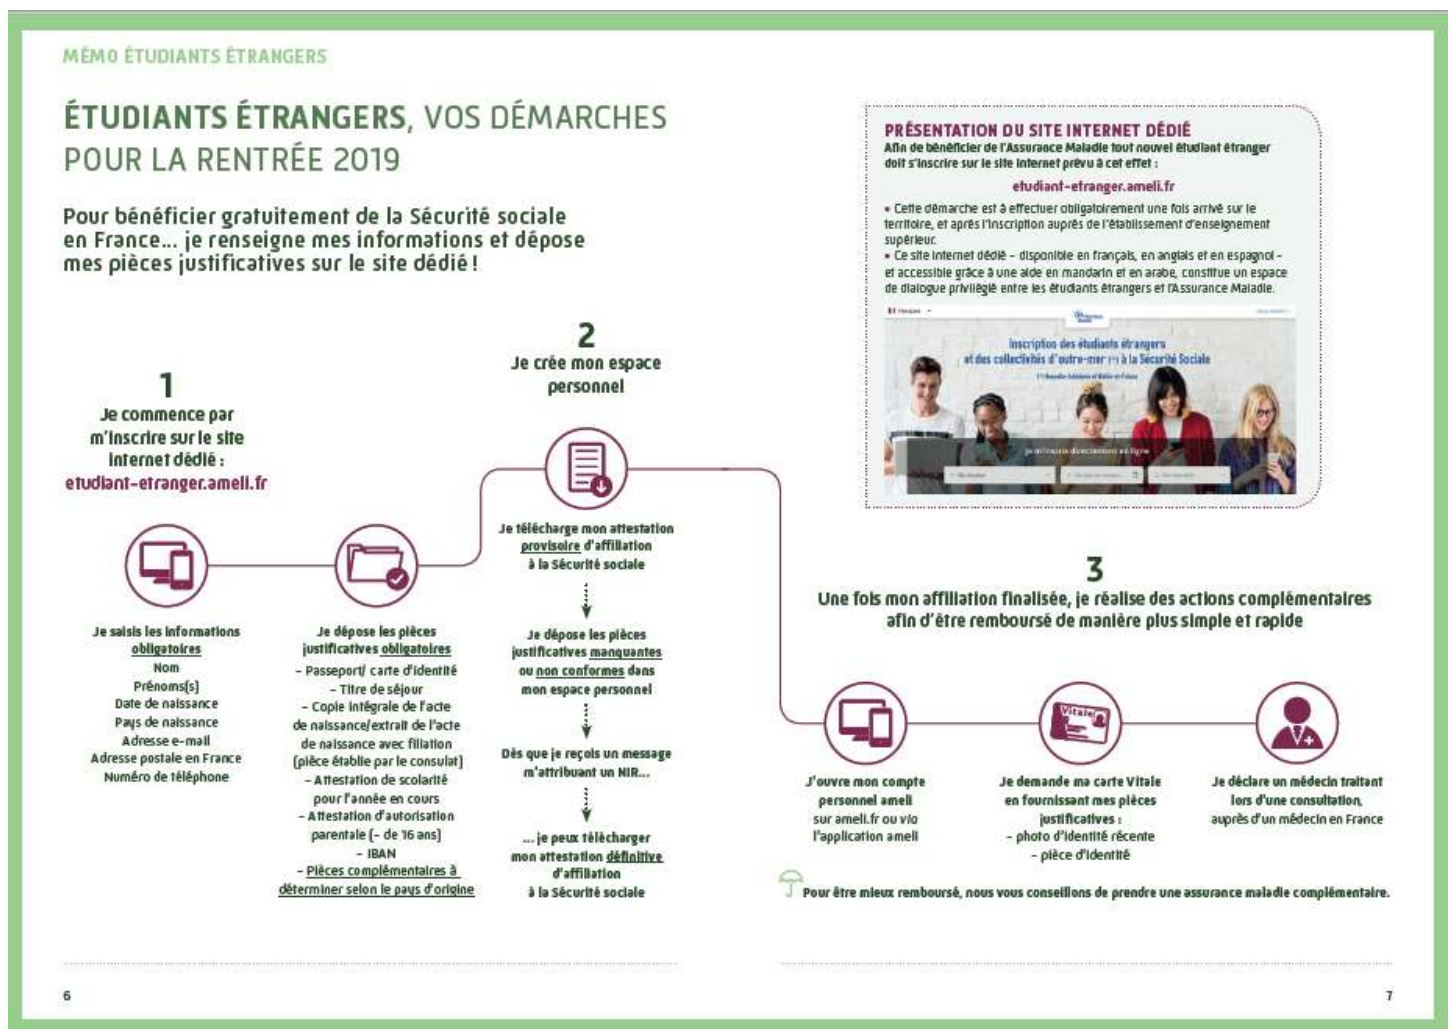 MÉMO ÉTUDIANTS ÉTRANGERS
ÉTUDIANTS ÉTRANGERS, VOS DÉMARCHES
POUR LA RENTRÉE 2019
Pour bénéficier gratuitement de la Sécurité sociale
en France... je renseigne mes informations et dépose
mes pièces justificatives sur le site dédié !
1
Je commence par
m'inscrire sur le site
Internet dédié :
etudiant-etranger.ameli.fr
Je saisis les informations
obligatoires
Nom
Prénoms(s)
Date de naissance
Pays de naissance
Adresse e-mail
Adresse postale en France
Numéro de téléphone
Je dépose les pièces
justificatives obligatoires
– Passeport/ carte d'identité
– Titre de séjour
– Copie intégrale de l'acte
de naissance/extrait de l'acte
de naissance avec filiation
(pièce établie par le consulat)
– Attestation de scolarité
pour l'année en cours
– Attestation d'autorisation
parentale (- de 16 ans)
– IBAN
– Pièces complémentaires à
déterminer selon le pays d'origine
2
Je crée mon espace
personnel
Je télécharge mon attestation
provisoire d'affiliation
à la Sécurité sociale
Je dépose les pièces
justificatives manquantes
ou non conformes dans
mon espace personnel
Dès que je reçois un message
m'attribuant un NIR...
... je peux télécharger
mon attestation définitive
d'affiliation
à la Sécurité sociale
PRÉSENTATION DU SITE INTERNET DÉDIÉ
Afin de bénéficier de l'Assurance Maladie tout nouvel étudiant étranger
doit s'inscrire sur le site Internet prévu à cet effet :
etudiant-etranger.ameli.fr
• Cette démarche est à effectuer obligatoirement une fois arrivé sur le
territoire, et après l'inscription auprès de l'établissement d'enseignement
supérieur.
• Ce site Internet dédié – disponible en français, en anglais et en espagnol –
et accessible grâce à une aide en mandarin et en arabe, constitue un espace
de dialogue privilégié entre les étudiants étrangers et l'Assurance Maladie.
Inscription des étudiants étrangers
et des collectivités d'outre-mer (*) à la Sécurité Sociale
je m'inscris directement en ligne
3
Une fois mon affiliation finalisée, je réalise des actions complémentaires
afin d'être remboursé de manière plus simple et rapide
Vitale
J'ouvre mon compte
personnel ameli
sur ameli.fr ou via
l'application ameli
Je demande ma carte Vitale
en fournissant mes pièces
justificatives :
– photo d'identité récente
– pièce d'identité
Je déclare un médecin traitant
lors d'une consultation,
auprès d'un médecin en France
Pour être mieux remboursé, nous vous conseillons de prendre une assurance maladie complémentaire.
6
7